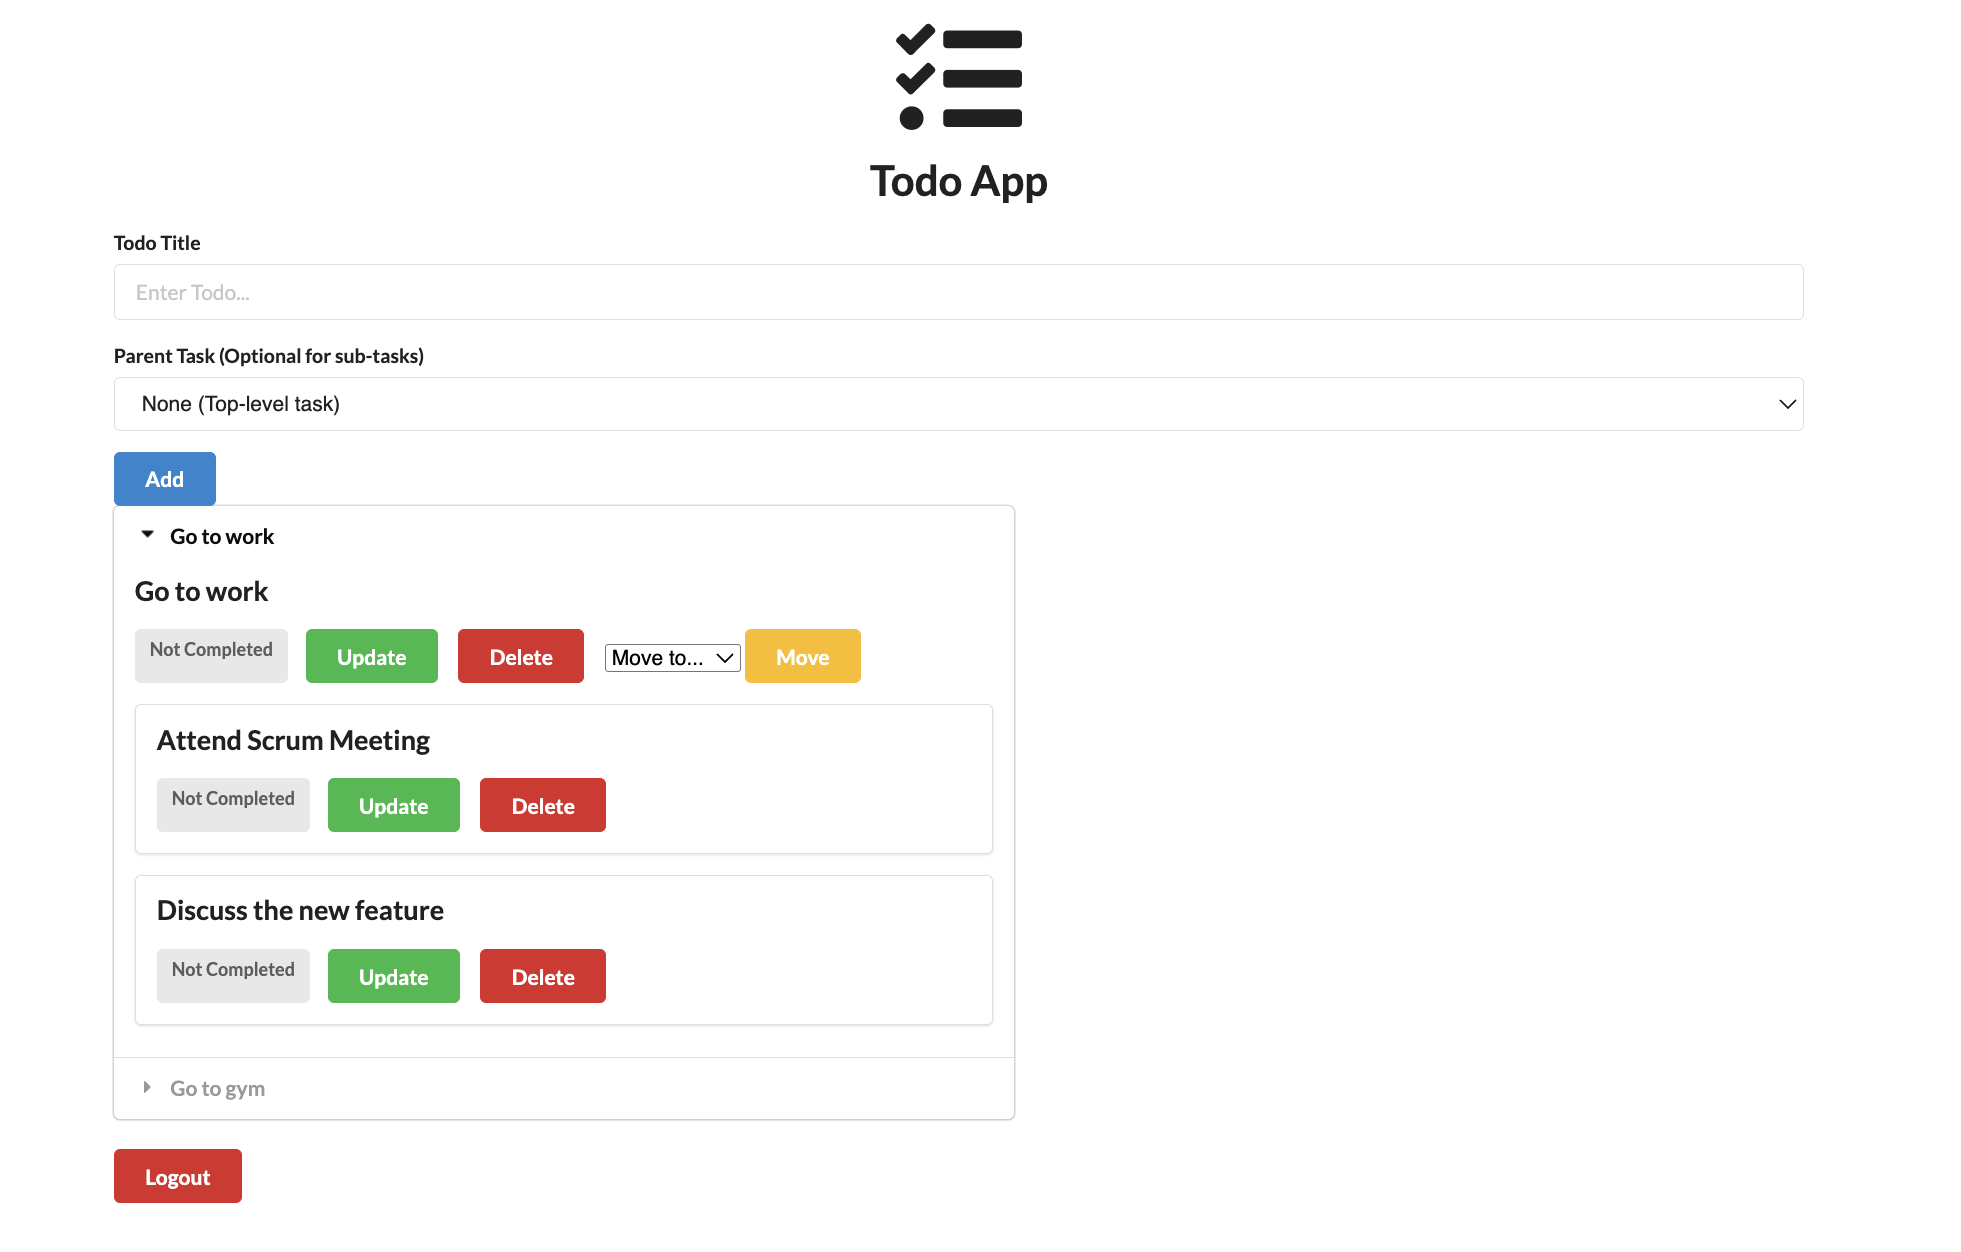 Todo App
Todo Title
Enter Todo...
Parent Task (Optional for sub-tasks)
None (Top-level task)
Add
Go to work
Go to work
Not Completed Update Delete Move to... Move
Attend Scrum Meeting
Not Completed Update Delete
Discuss the new feature
Not Completed Update Delete
Go to gym
Logout